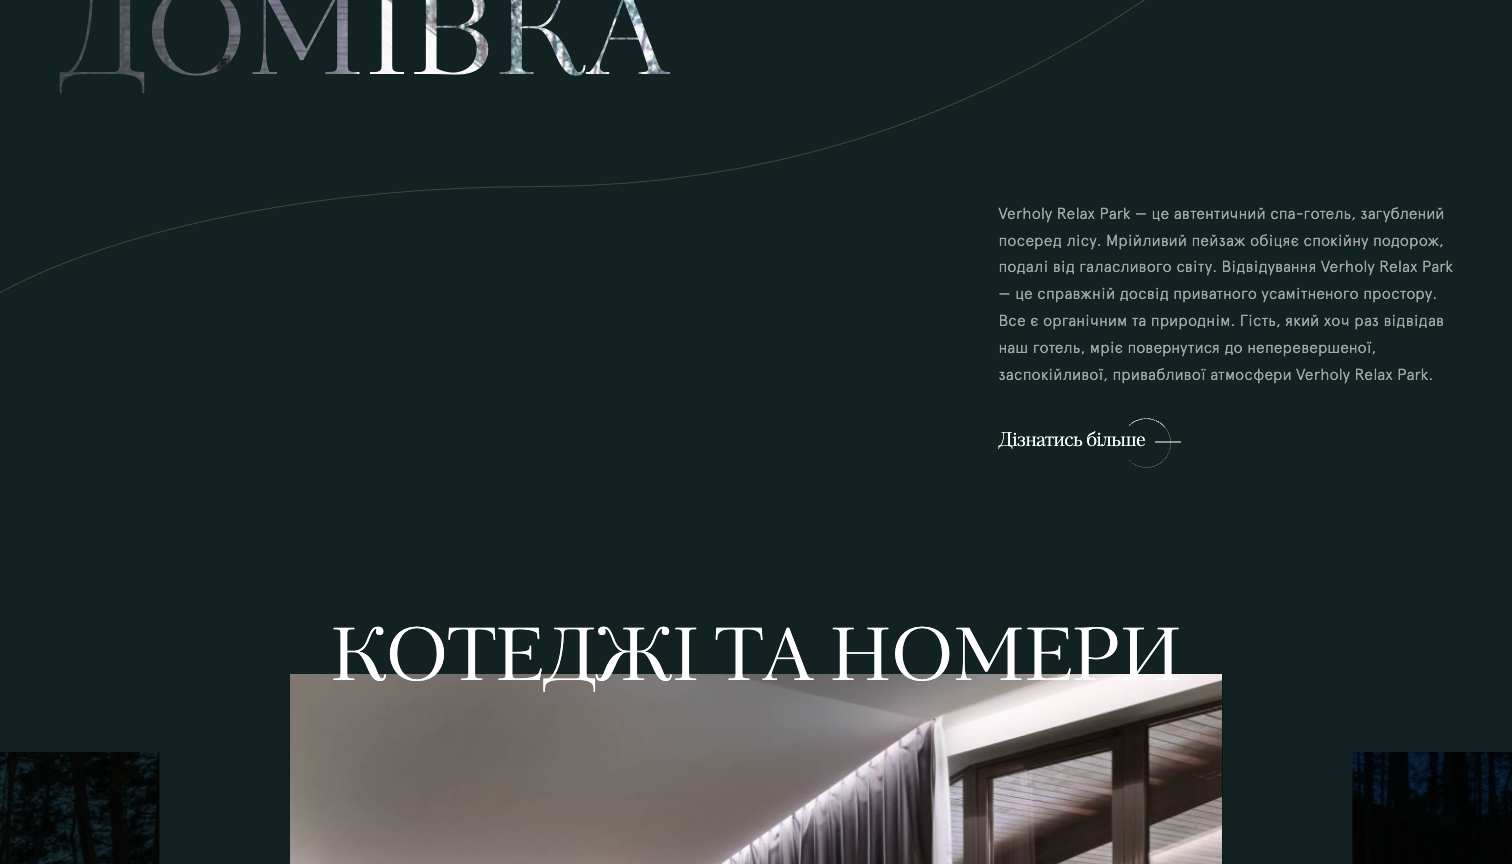 ДОМІВКА
Verholy Relax Park — це автентичний спа-готель, загублений
посеред лісу. Мрійливий пейзаж обіцяє спокійну подорож,
подалі від галасливого світу. Відвідування Verholy Relax Park
— це справжній досвід приватного усамітненого простору.
Все є органічним та природнім. Гість, який хоч раз відвідав
наш готель, мріє повернутися до неперевершеної,
заспокійливої, привабливої атмосфери Verholy Relax Park.
Дізнатись більше
КОТЕДЖІ ТА НОМЕРИ